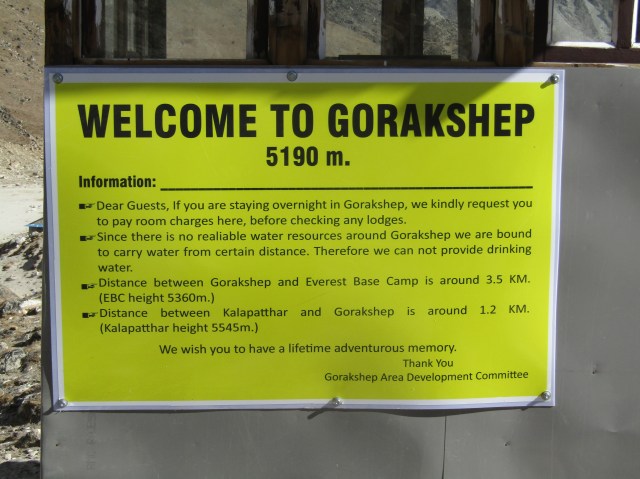 WELCOME TO GORAKSHEP
5190 m.
Information:
Dear Guests, If you are staying overnight in Gorakshep, we kindly request you
to pay room charges here, before checking any lodges.
Since there is no realiable water resources around Gorakshep we are bound
to carry water from certain distance. Therefore we can not provide drinking
water.
Distance between Gorakshep and Everest Base Camp is around 3.5 KM.
(EBC height 5360m.)
Distance between Kalapatthar and Gorakshep is around 1.2 KM.
(Kalapatthar height 5545m.)
We wish you to have a lifetime adventurous memory.
Thank You
Gorakshep Area Development Committee